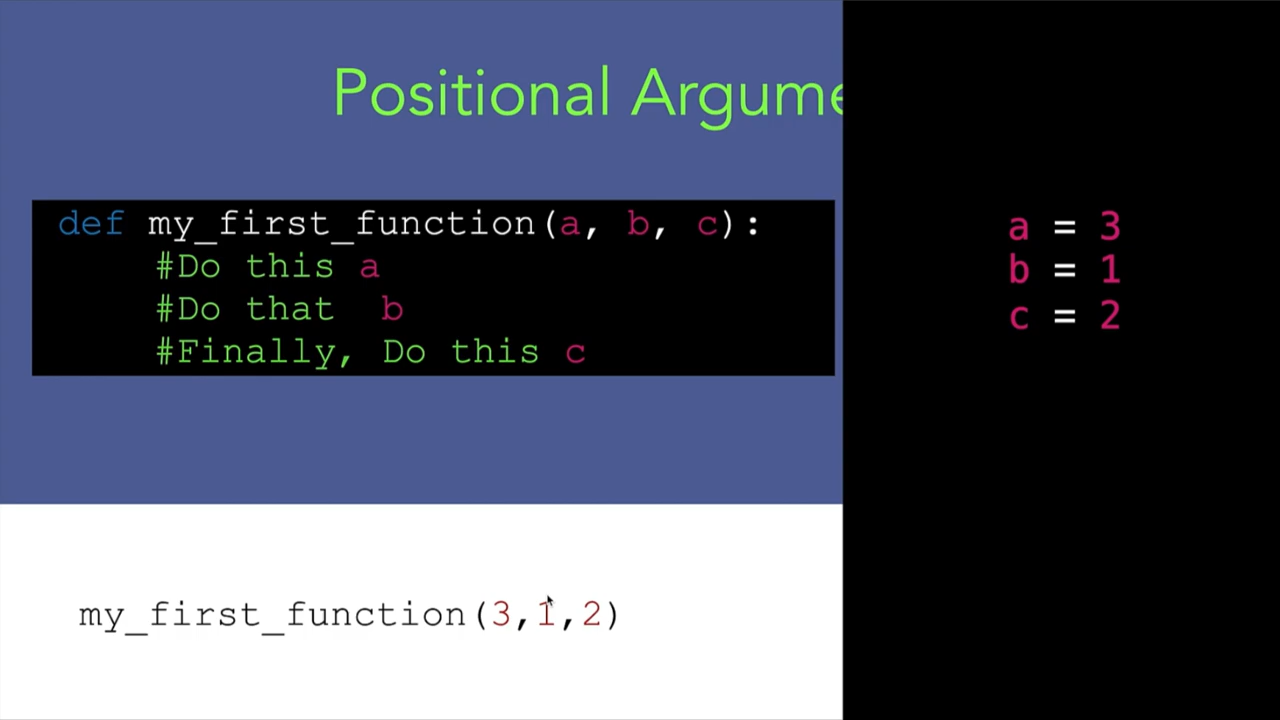 Positional Argume
def my_first_function(a, b, c):
#Do this a
#Do that b
#Finally, Do this c
a = 3
b = 1
c = 2
my_first_function(3,1,2)